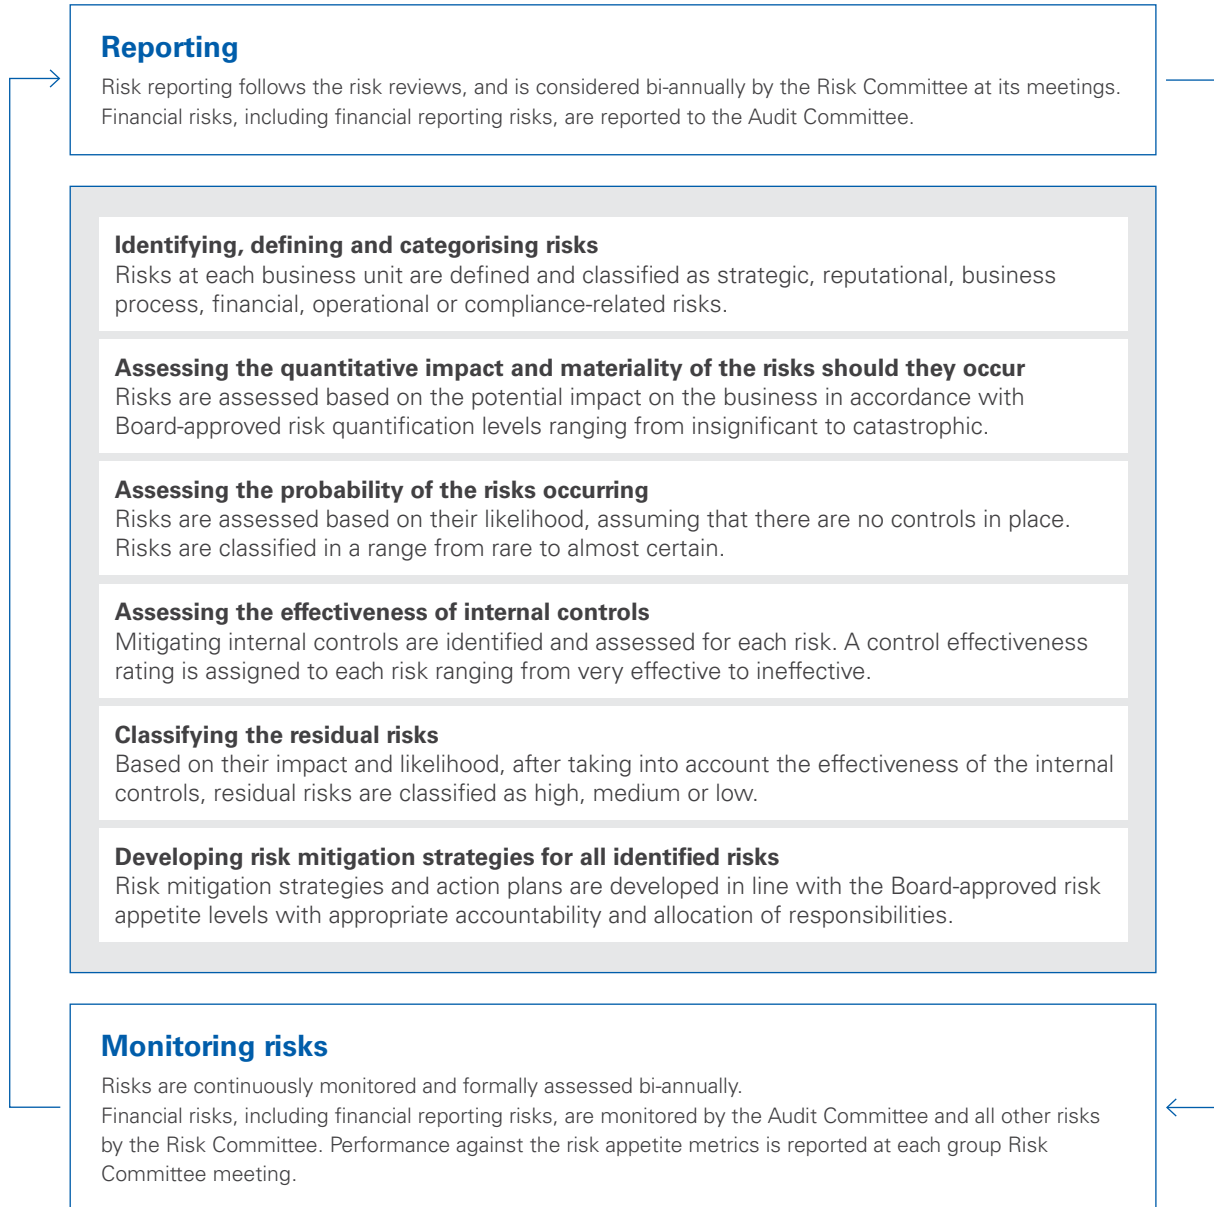 Reporting
Risk reporting follows the risk reviews, and is considered bi-annually by the Risk Committee at its meetings.
Financial risks, including financial reporting risks, are reported to the Audit Committee.
Identifying, defining and categorising risks
Risks at each business unit are defined and classified as strategic, reputational, business
process, financial, operational or compliance-related risks.
Assessing the quantitative impact and materiality of the risks should they occur
Risks are assessed based on the potential impact on the business in accordance with
Board-approved risk quantification levels ranging from insignificant to catastrophic.
Assessing the probability of the risks occurring
Risks are assessed based on their likelihood, assuming that there are no controls in place.
Risks are classified in a range from rare to almost certain.
Assessing the effectiveness of internal controls
Mitigating internal controls are identified and assessed for each risk. A control effectiveness
rating is assigned to each risk ranging from very effective to ineffective.
Classifying the residual risks
Based on their impact and likelihood, after taking into account the effectiveness of the internal
controls, residual risks are classified as high, medium or low.
Developing risk mitigation strategies for all identified risks
Risk mitigation strategies and action plans are developed in line with the Board-approved risk
appetite levels with appropriate accountability and allocation of responsibilities.
Monitoring risks
Risks are continuously monitored and formally assessed bi-annually.
Financial risks, including financial reporting risks, are monitored by the Audit Committee and all other risks
by the Risk Committee. Performance against the risk appetite metrics is reported at each group Risk
Committee meeting.